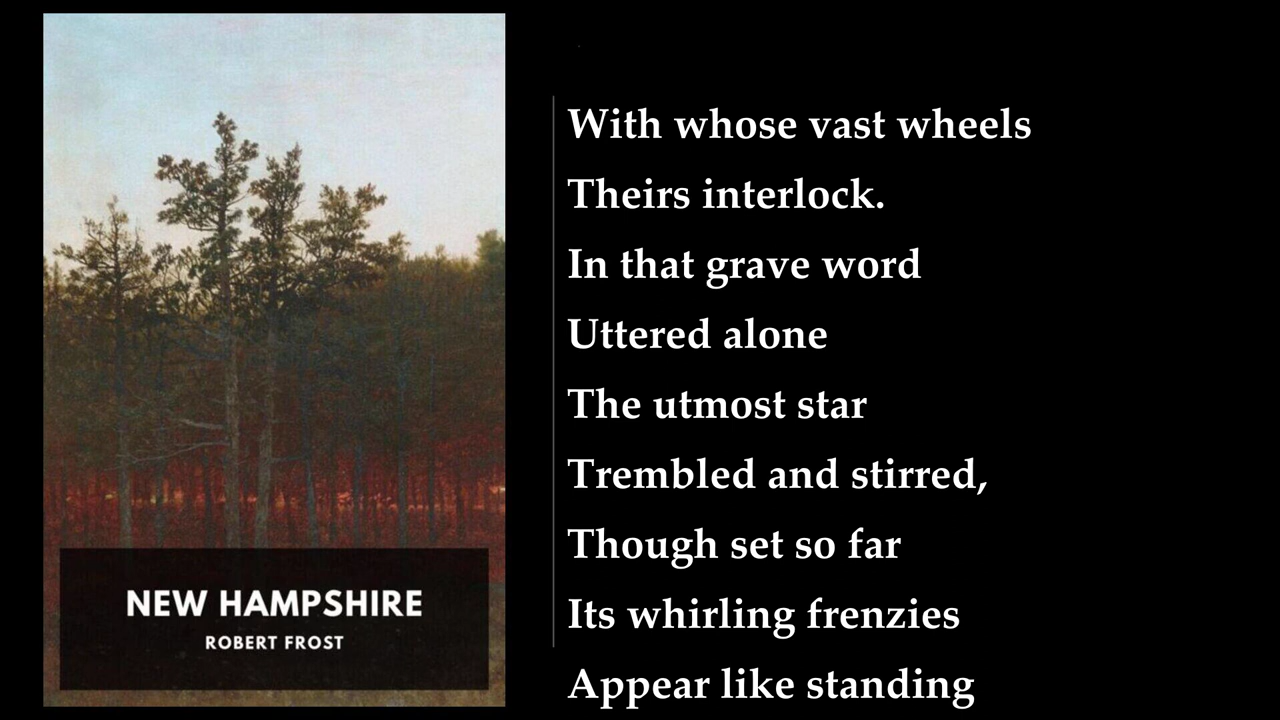 NEW HAMPSHIRE
ROBERT FROST
With whose vast wheels
Theirs interlock.
In that grave word
Uttered alone
The utmost star
Trembled and stirred,
Though set so far
Its whirling frenzies
Appear like standing